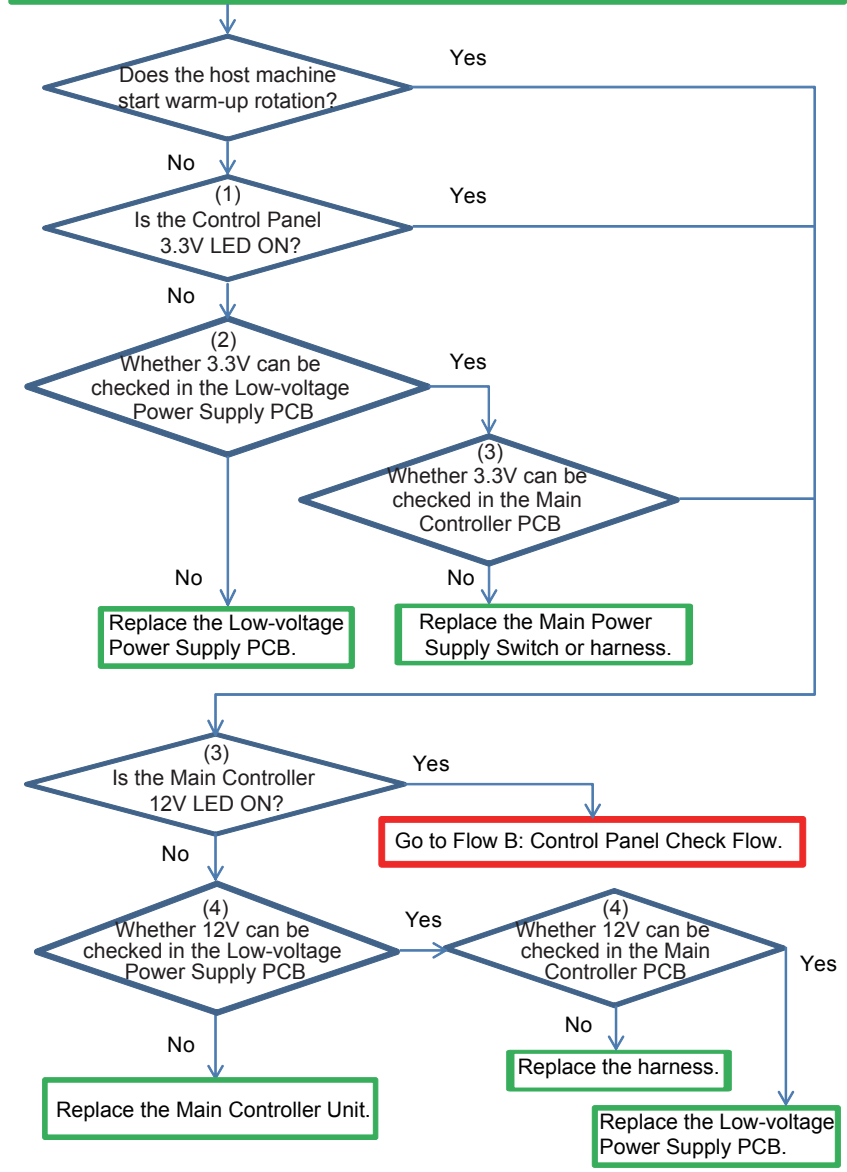 Does the host machine
start warm-up rotation?
Yes
No
(1)
Is the Control Panel
3.3V LED ON?
Yes
No
(2)
Whether 3.3V can be
checked in the Low-voltage
Power Supply PCB
Yes
(3)
Whether 3.3V can be
checked in the Main
Controller PCB
No
No
Replace the Low-voltage
Power Supply PCB.
Replace the Main Power
Supply Switch or harness.
(3)
Is the Main Controller
12V LED ON?
Yes
Go to Flow B: Control Panel Check Flow.
No
(4)
Whether 12V can be
checked in the Low-voltage
Power Supply PCB
Yes
(4)
Whether 12V can be
checked in the Main
Controller PCB
Yes
No
No
Replace the harness.
Replace the Main Controller Unit.
Replace the Low-voltage
Power Supply PCB.